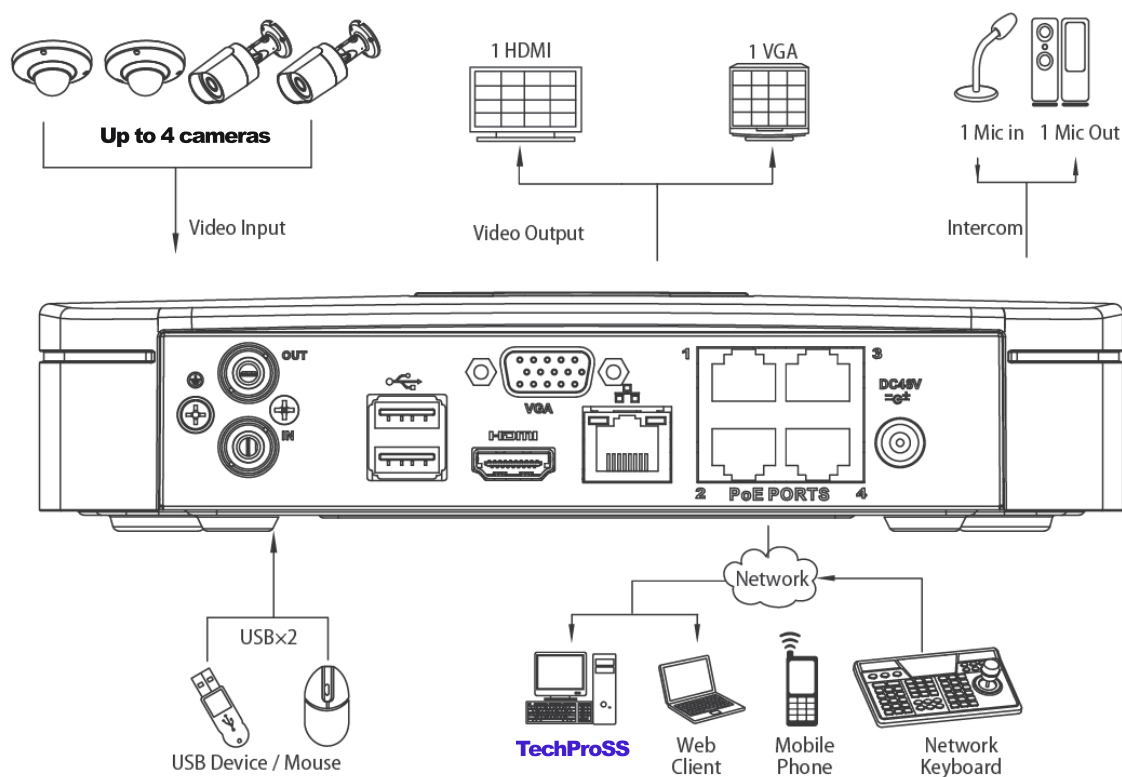 1 HDMI
1 VGA
Up to 4 cameras
1 Mic in
1 Mic Out
Video Input
Video Output
Intercom
OUT
IN
VGA
HDMI
1
3
2
PoE PORTS
4
DC48V
Network
USB×2
USB Device / Mouse
TechProSS
Web
Client
Mobile
Phone
Network
Keyboard